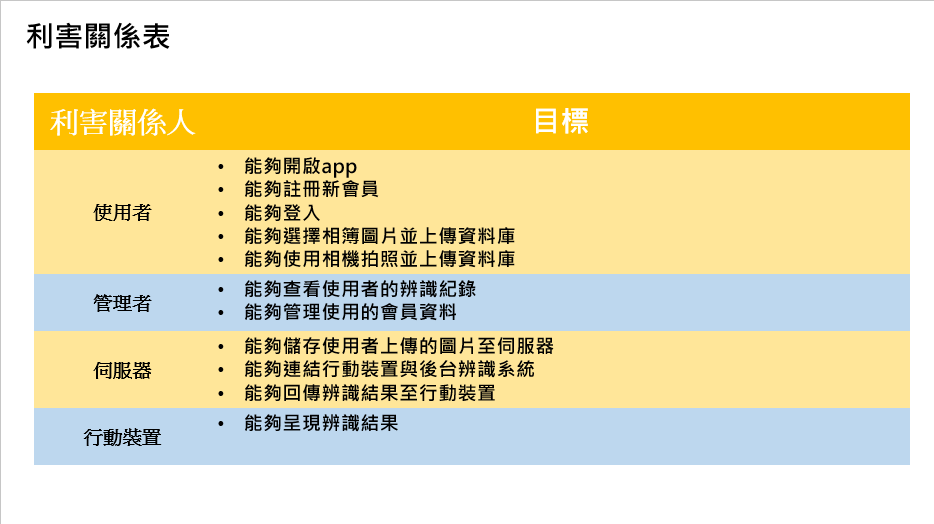 利害關係表
利害關係人 目標
使用者
• 能夠開啟app
• 能夠註冊新會員
• 能夠登入
• 能夠選擇相簿圖片並上傳資料庫
• 能夠使用相機拍照並上傳資料庫
管理者
• 能夠查看使用者的辨識紀錄
• 能夠管理使用的會員資料
伺服器
• 能夠儲存使用者上傳的圖片至伺服器
• 能夠連結行動裝置與後台辨識系統
• 能夠回傳辨識結果至行動裝置
行動裝置
• 能夠呈現辨識結果